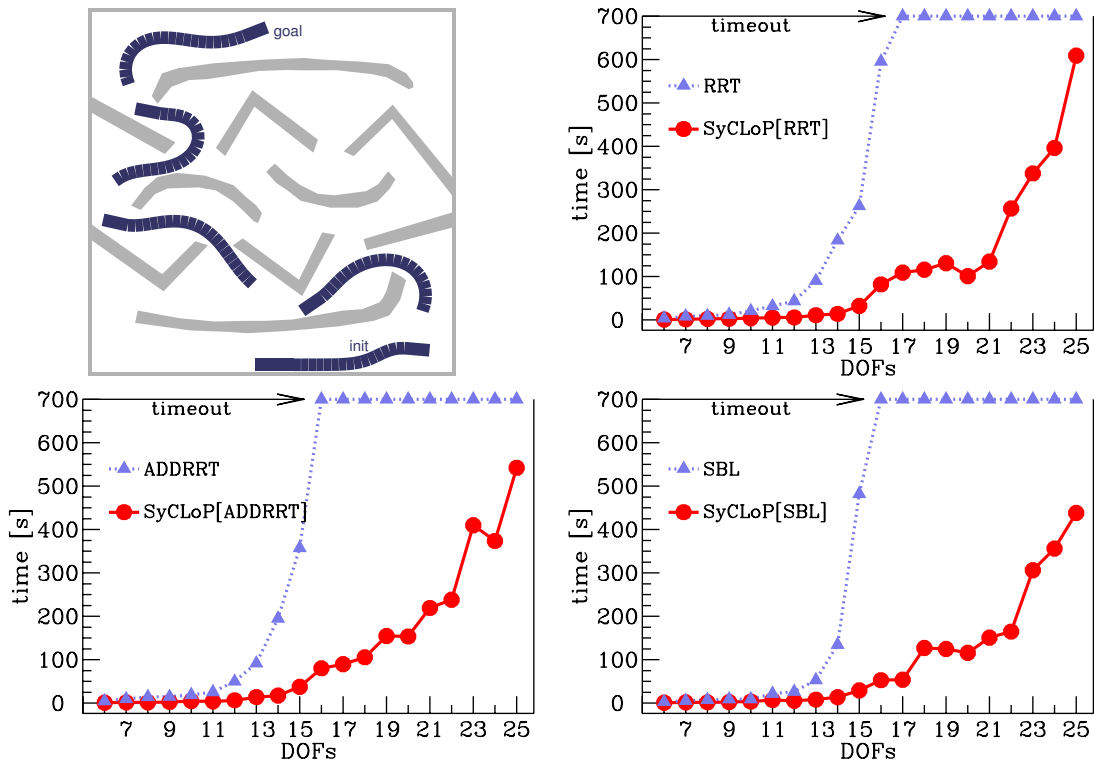 goal
init
700
600
500
400
300
200
100
0
time [s]
timeout
RRT
SyCLoP[RRT]
7 9 11 13 15 17 19 21 23 25
DOFs
700
600
500
400
300
200
100
0
time [s]
timeout
ADDRRT
SyCLoP[ADDRRT]
7 9 11 13 15 17 19 21 23 25
DOFs
700
600
500
400
300
200
100
0
time [s]
timeout
SBL
SyCLoP[SBL]
7 9 11 13 15 17 19 21 23 25
DOFs